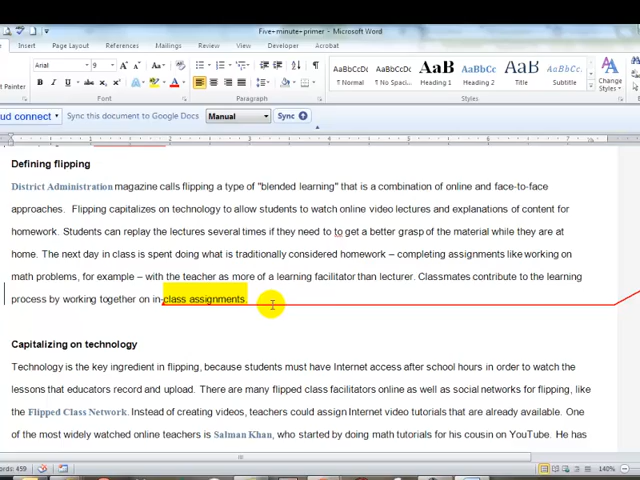 Five-minute-primer - Microsoft Word
Insert Page Layout References Mailings Review View Developer Acrobat
Arial 9
AaBbCcDc AaBbCcDc AaB AaBbCc AaB AaBbCcl
Painter ¶ Normal ¶ No Spaci... Heading 1 Heading 2 Title Subtitle Change Styles
Font Paragraph Styles
oud connect Sync this document to Google Docs Manual Sync
Defining flipping
District Administration magazine calls flipping a type of "blended learning" that is a combination of online and face-to-face
approaches. Flipping capitalizes on technology to allow students to watch online video lectures and explanations of content for
homework. Students can replay the lectures several times if they need to to get a better grasp of the material while they are at
home. The next day in class is spent doing what is traditionally considered homework – completing assignments like working on
math problems, for example – with the teacher as more of a learning facilitator than lecturer. Classmates contribute to the learning
process by working together on in-class assignments.
Capitalizing on technology
Technology is the key ingredient in flipping, because students must have Internet access after school hours in order to watch the
lessons that educators record and upload. There are many flipped class facilitators online as well as social networks for flipping, like
the Flipped Class Network. Instead of creating videos, teachers could assign Internet video tutorials that are already available. One
of the most widely watched online teachers is Salman Khan, who started by doing math tutorials for his cousin on YouTube. He has
ords: 459 140%